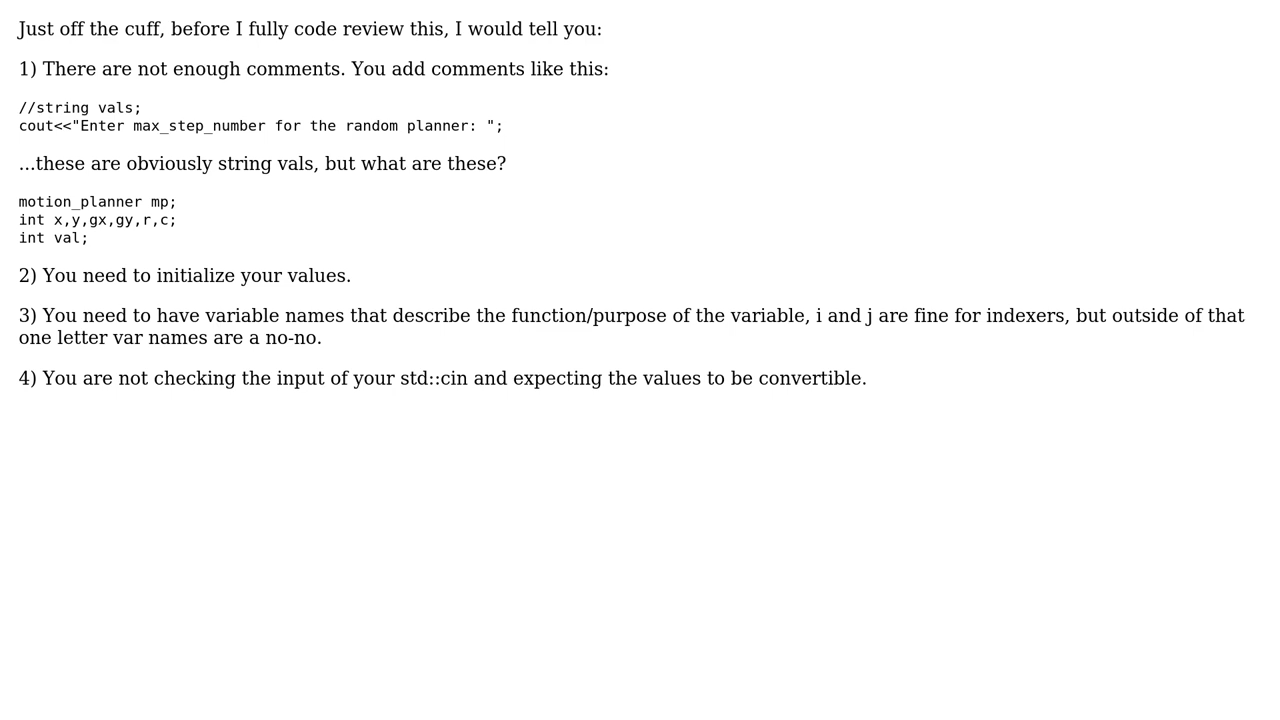 Just off the cuff, before I fully code review this, I would tell you:
1) There are not enough comments. You add comments like this:
//string vals;
cout<<"Enter max_step_number for the random planner: ";
...these are obviously string vals, but what are these?
motion_planner mp;
int x,y,gx,gy,r,c;
int val;
2) You need to initialize your values.
3) You need to have variable names that describe the function/purpose of the variable, i and j are fine for indexers, but outside of that
one letter var names are a no-no.
4) You are not checking the input of your std::cin and expecting the values to be convertible.